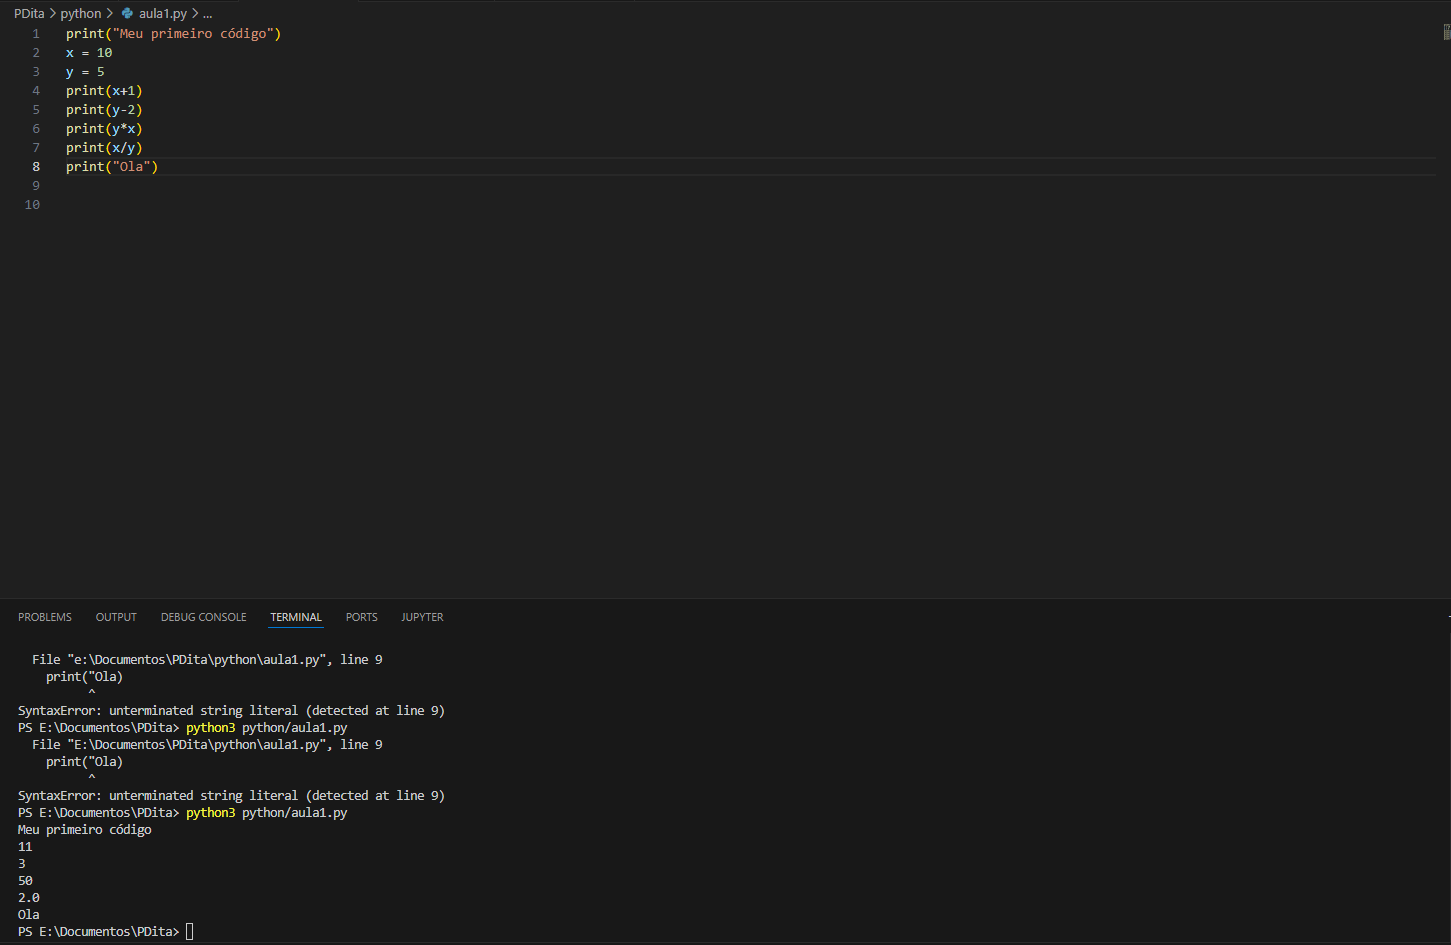 PDita > python > aula1.py > ...
1 print("Meu primeiro código")
2 x = 10
3 y = 5
4 print(x+1)
5 print(y-2)
6 print(y*x)
7 print(x/y)
8 print("Ola")
9
10
PROBLEMS OUTPUT DEBUG CONSOLE TERMINAL PORTS JUPYTER
File "e:\Documentos\PDita\python\aula1.py", line 9
print("Ola)
^
SyntaxError: unterminated string literal (detected at line 9)
PS E:\Documentos\PDita> python3 python/aula1.py
File "E:\Documentos\PDita\python\aula1.py", line 9
print("Ola)
^
SyntaxError: unterminated string literal (detected at line 9)
PS E:\Documentos\PDita> python3 python/aula1.py
Meu primeiro código
11
3
50
2.0
Ola
PS E:\Documentos\PDita>